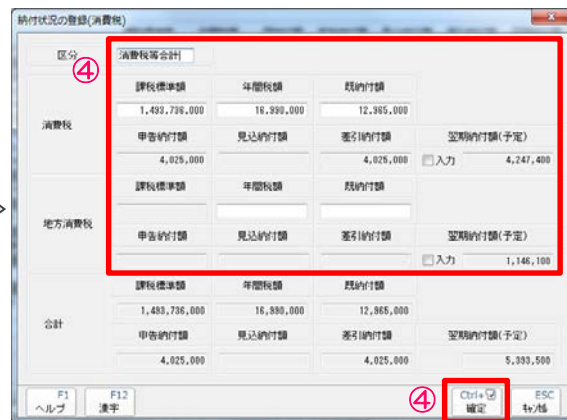 納付状況の登録(消費税)
区分
消費税等合計
④
消費税
課税標準額 年間税額 既納付額
1,493,736,000 16,990,000 12,965,000
申告納付額 見込納付額 差引納付額 翌期納付額(予定)
4,025,000 4,025,000 入力 4,247,400
地方消費税
課税標準額 年間税額 既納付額
申告納付額 見込納付額 差引納付額 翌期納付額(予定)
入力 1,146,100
合計
課税標準額 年間税額 既納付額
1,493,736,000 16,990,000 12,965,000
申告納付額 見込納付額 差引納付額 翌期納付額(予定)
4,025,000 4,025,000 5,393,500
F1 F12 Ctrl+ ESC
ヘルプ 漢字 ④ 確定 キャンセル